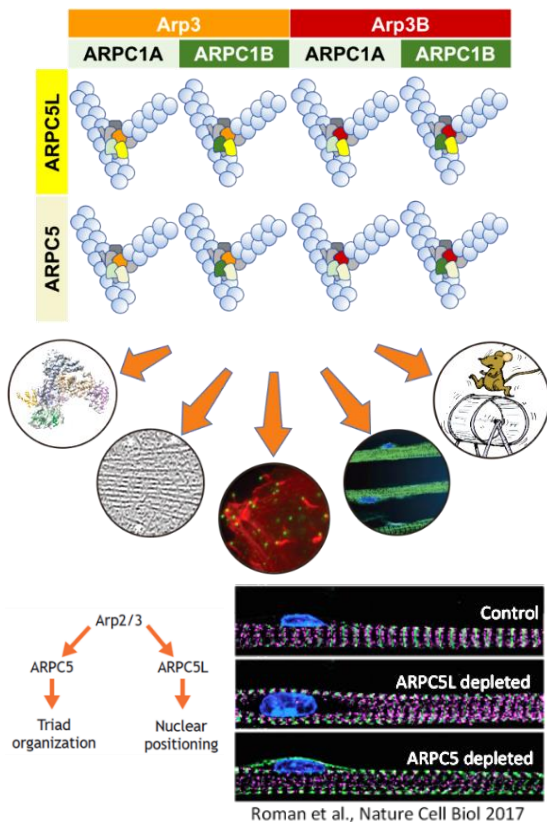 Arp3 Arp3B
ARPC1A ARPC1B ARPC1A ARPC1B
ARPC5L
ARPC5
Arp2/3
ARPC5 ARPC5L
Triad Nuclear
organization positioning
Control
ARPC5L depleted
ARPC5 depleted
Roman et al., Nature Cell Biol 2017